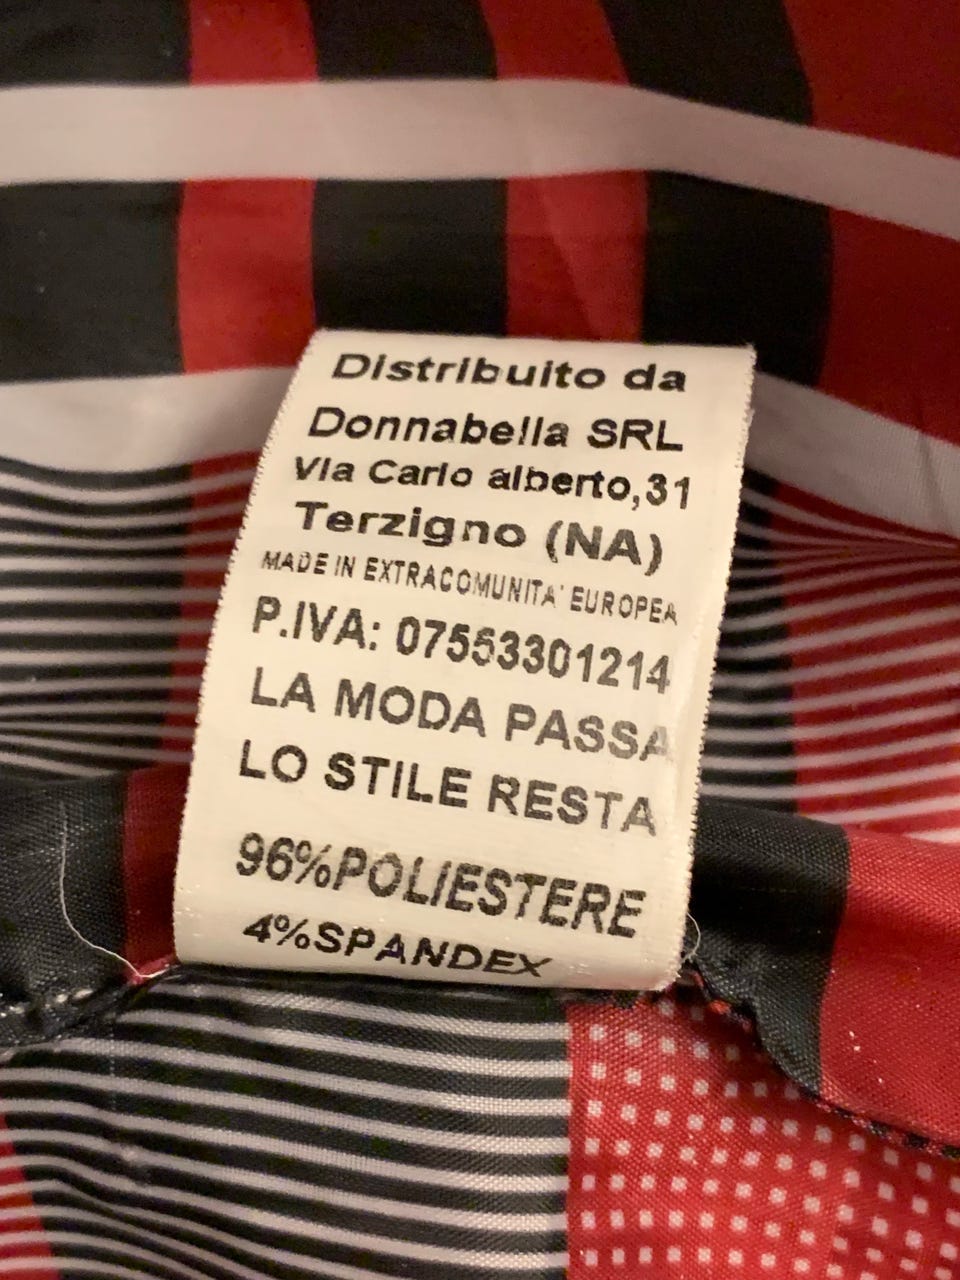 Distribuito da
Donnabella SRL
Via Carlo alberto,31
Terzigno (NA)
MADE IN EXTRACOMUNITA' EUROPEA
P.IVA: 07553301214
LA MODA PASSA
LO STILE RESTA
96%POLIESTERE
4%SPANDEX